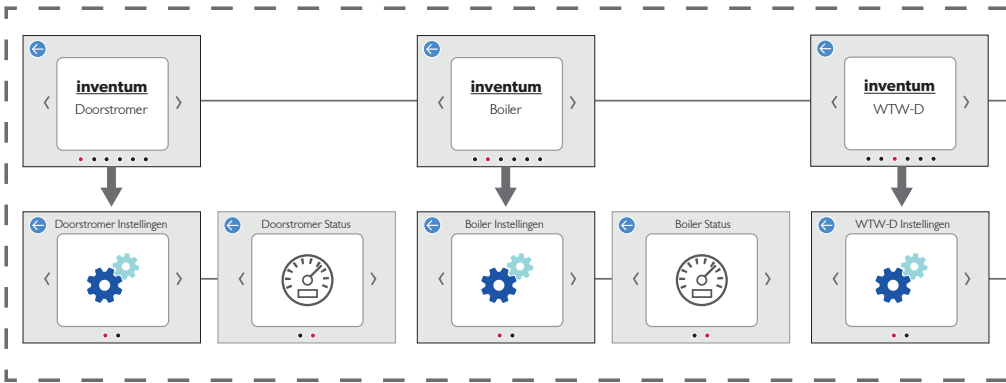 inventum
Doorstromer
inventum
Boiler
inventum
WTW-D
Doorstromer Instellingen
Doorstromer Status
Boiler Instellingen
Boiler Status
WTW-D Instellingen